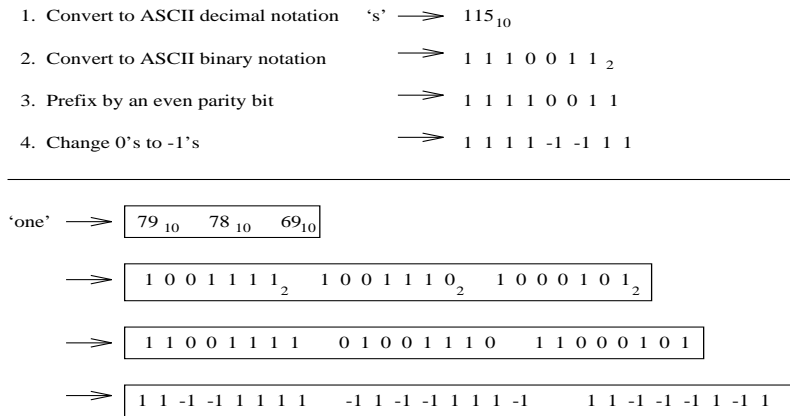 1. Convert to ASCII decimal notation ‘s’ 115₁₀
2. Convert to ASCII binary notation 1 1 1 0 0 1 1 ₂
3. Prefix by an even parity bit 1 1 1 1 0 0 1 1
4. Change 0’s to -1’s 1 1 1 1 -1 -1 1 1
‘one’ 79 ₁₀ 78 ₁₀ 69₁₀
1 0 0 1 1 1 1₂ 1 0 0 1 1 1 0₂ 1 0 0 0 1 0 1₂
1 1 0 0 1 1 1 1 0 1 0 0 1 1 1 0 1 1 0 0 0 1 0 1
1 1 -1 -1 1 1 1 1 -1 1 -1 -1 1 1 1 -1 1 1 -1 -1 -1 1 -1 1